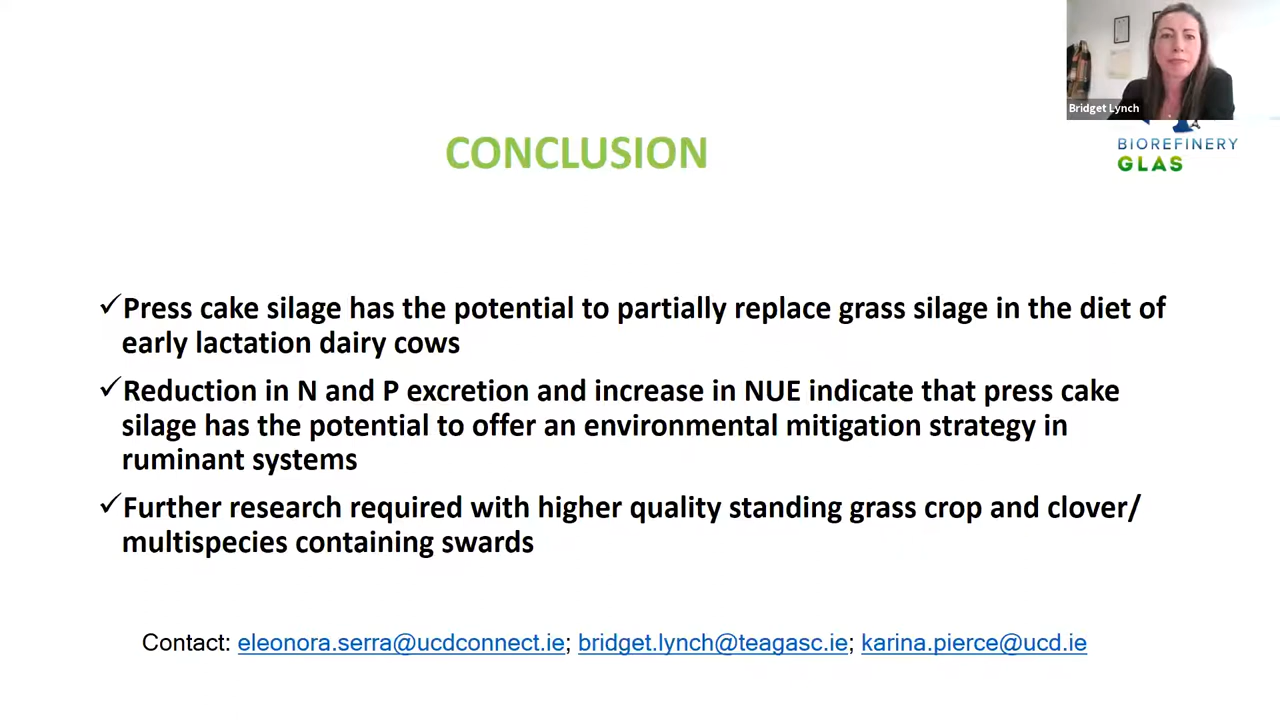 Bridget Lynch
BIOREFINERY
GLAS
CONCLUSION
✓Press cake silage has the potential to partially replace grass silage in the diet of
early lactation dairy cows
✓Reduction in N and P excretion and increase in NUE indicate that press cake
silage has the potential to offer an environmental mitigation strategy in
ruminant systems
✓Further research required with higher quality standing grass crop and clover/
multispecies containing swards
Contact: eleonora.serra@ucdconnect.ie; bridget.lynch@teagasc.ie; karina.pierce@ucd.ie